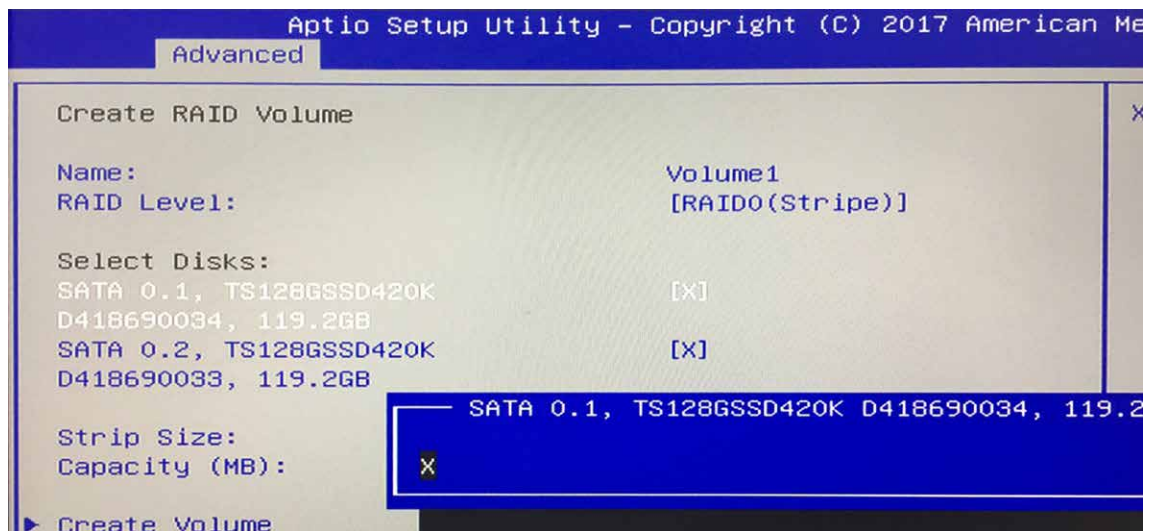 Aptio Setup Utility – Copyright (C) 2017 American Me
Advanced
Create RAID Volume
X
Name: Volume1
RAID Level: [RAID0(Stripe)]
Select Disks:
SATA 0.1, TS128GSSD420K [X]
D418690034, 119.2GB
SATA 0.2, TS128GSSD420K [X]
D418690033, 119.2GB
SATA 0.1, TS128GSSD420K D418690034, 119.2
Strip Size:
Capacity (MB): X
Create Volume